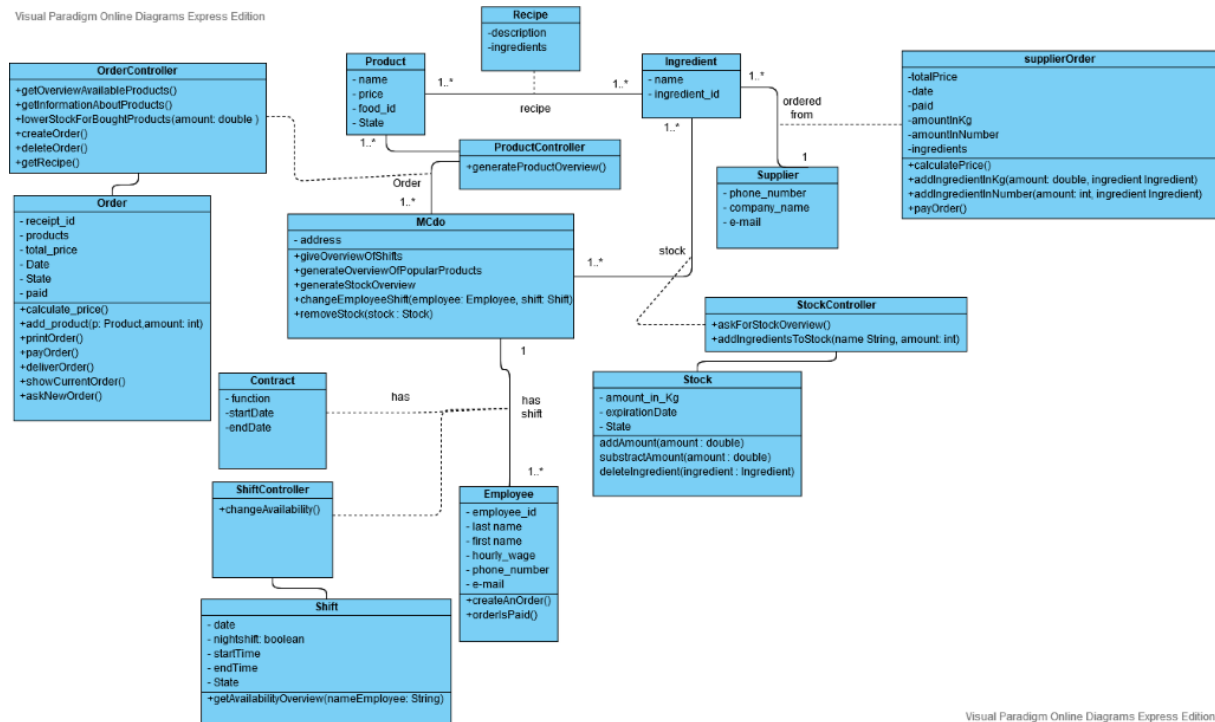 Visual Paradigm Online Diagrams Express Edition
Recipe
-description
-ingredients
OrderController
+getOverviewAvailableProducts()
+getInformationAboutProducts()
+lowerStockForBoughtProducts(amount: double )
+createOrder()
+deleteOrder()
+getRecipe()
Product
- name
- price
- food_id
- State
1..*
1..*
recipe
1..*
Ingredient
- name
- ingredient_id
1..*
1..*
ordered
from
1
supplierOrder
-totalPrice
-date
-paid
-amountInKg
-amountInNumber
-ingredients
+calculatePrice()
+addIngredientInKg(amount: double, ingredient Ingredient)
+addIngredientInNumber(amount: int, ingredient Ingredient)
+payOrder()
ProductController
+generateProductOverview()
Order
1..*
Supplier
- phone_number
- company_name
- e-mail
Order
- receipt_id
- products
- total_price
- Date
- State
- paid
+calculate_price()
+add_product(p: Product,amount: int)
+printOrder()
+payOrder()
+deliverOrder()
+showCurrentOrder()
+askNewOrder()
MCdo
- address
+giveOverviewOfShifts
+generateOverviewOfPopularProducts
+generateStockOverview
+changeEmployeeShift(employee: Employee, shift: Shift)
+removeStock(stock : Stock)
1..*
stock
1
StockController
+askForStockOverview()
+addIngredientsToStock(name String, amount: int)
Stock
- amount_in_Kg
- expirationDate
- State
addAmount(amount : double)
substractAmount(amount : double)
deleteIngredient(ingredient : Ingredient)
Contract
- function
-startDate
-endDate
has
has
shift
1..*
ShiftController
+changeAvailability()
Employee
- employee_id
- last name
- first name
- hourly_wage
- phone_number
- e-mail
+createAnOrder()
+orderIsPaid()
Shift
- date
- nightshift: boolean
- startTime
- endTime
- State
+getAvailabilityOverview(nameEmployee: String)
Visual Paradigm Online Diagrams Express Edition